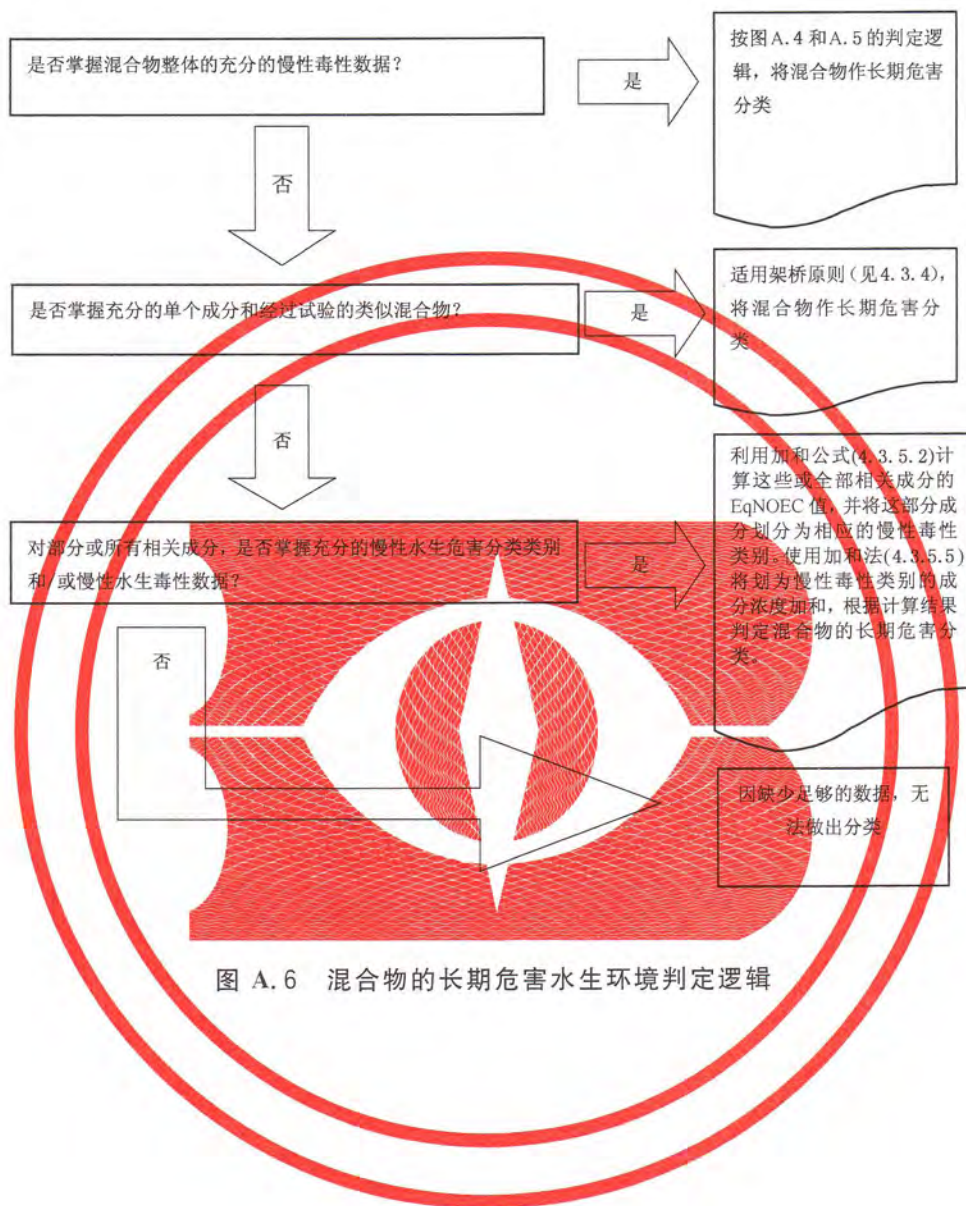 是否掌握混合物整体的充分的慢性毒性数据?
是
按图A.4和A.5的判定逻
辑，将混合物作长期危害
分类
否
是否掌握充分的单个成分和经过试验的类似混合物?
是
适用架桥原则(见4.3.4)，
将混合物作长期危害分
类
否
对部分或所有相关成分，是否掌握充分的慢性水生危害分类类别
和/或慢性水生毒性数据?
是
利用加和公式(4.3.5.2)计
算这些或全部相关成分的
EqNOEC 值，并将这部分成
分划分为相应的慢性毒性
类别。使用加和法(4.3.5.5)
将划为慢性毒性类别的成
分浓度加和，根据计算结果
判定混合物的长期危害分
类。
否
因缺少足够的数据，无
法做出分类
图 A.6 混合物的长期危害水生环境判定逻辑